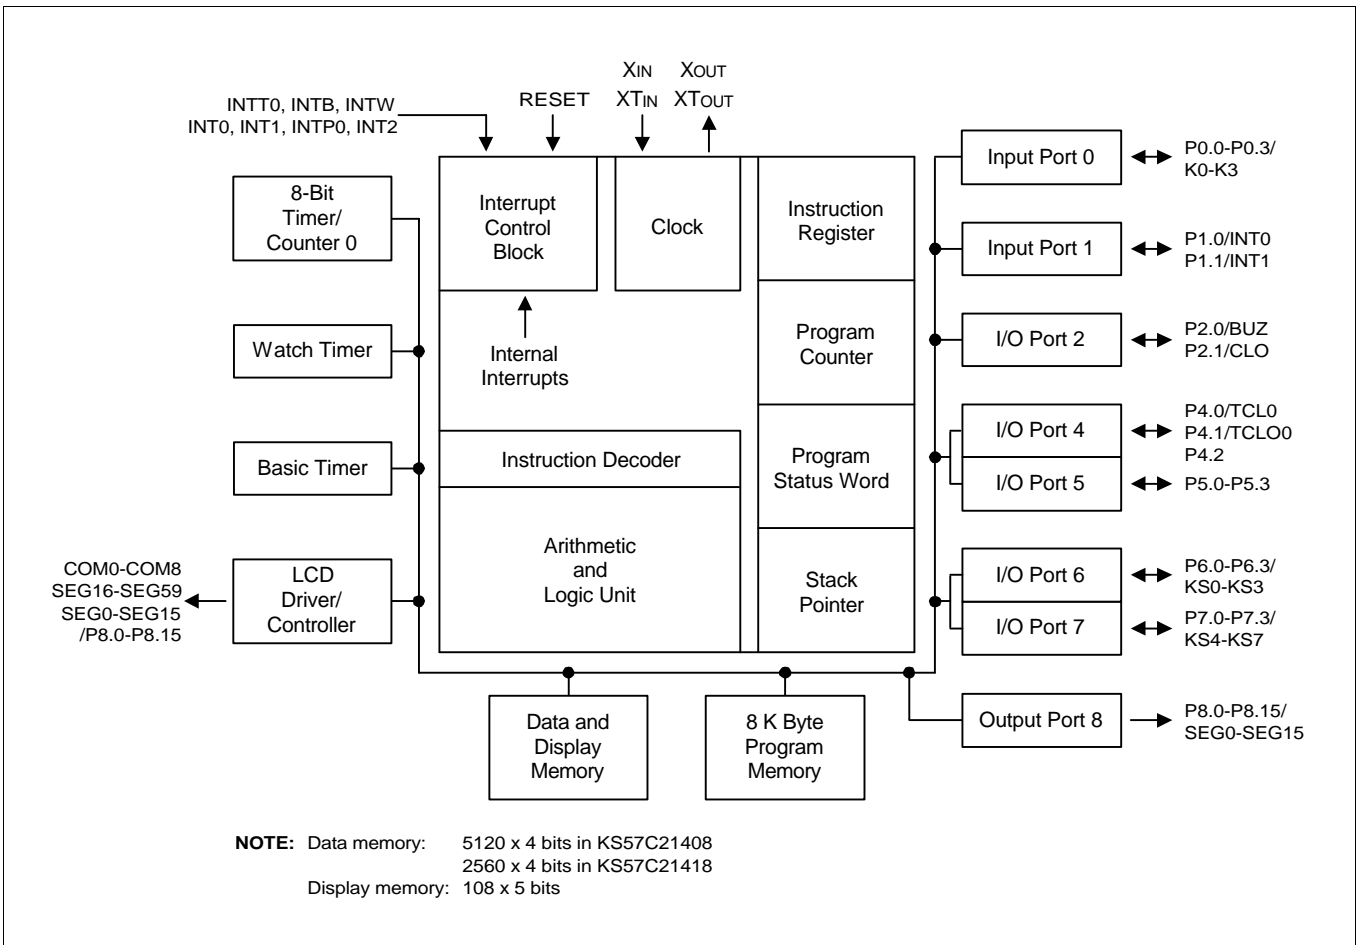 INTT0, INTB, INTW
INT0, INT1, INTP0, INT2
RESET
XIN XOUT
XTIN XTOUT
8-Bit
Timer/
Counter 0
Watch Timer
Basic Timer
COM0-COM8
SEG16-SEG59
SEG0-SEG15
/P8.0-P8.15
LCD
Driver/
Controller
Interrupt
Control
Block
Clock
Internal
Interrupts
Instruction Decoder
Arithmetic
and
Logic Unit
Instruction
Register
Program
Counter
Program
Status Word
Stack
Pointer
Data and
Display
Memory
8 K Byte
Program
Memory
Input Port 0
P0.0-P0.3/
K0-K3
Input Port 1
P1.0/INT0
P1.1/INT1
I/O Port 2
P2.0/BUZ
P2.1/CLO
I/O Port 4
P4.0/TCL0
P4.1/TCLO0
P4.2
I/O Port 5
P5.0-P5.3
I/O Port 6
P6.0-P6.3/
KS0-KS3
I/O Port 7
P7.0-P7.3/
KS4-KS7
Output Port 8
P8.0-P8.15/
SEG0-SEG15
NOTE: Data memory: 5120 x 4 bits in KS57C21408
2560 x 4 bits in KS57C21418
Display memory: 108 x 5 bits